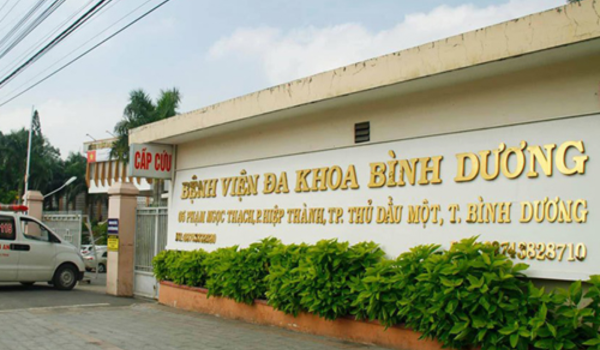 CẤP CỨU
BỆNH VIỆN ĐA KHOA BÌNH DƯƠNG
05 PHẠM NGỌC THẠCH, P. HIỆP THÀNH, TP. THỦ DẦU MỘT, T. BÌNH DƯƠNG
02743828710